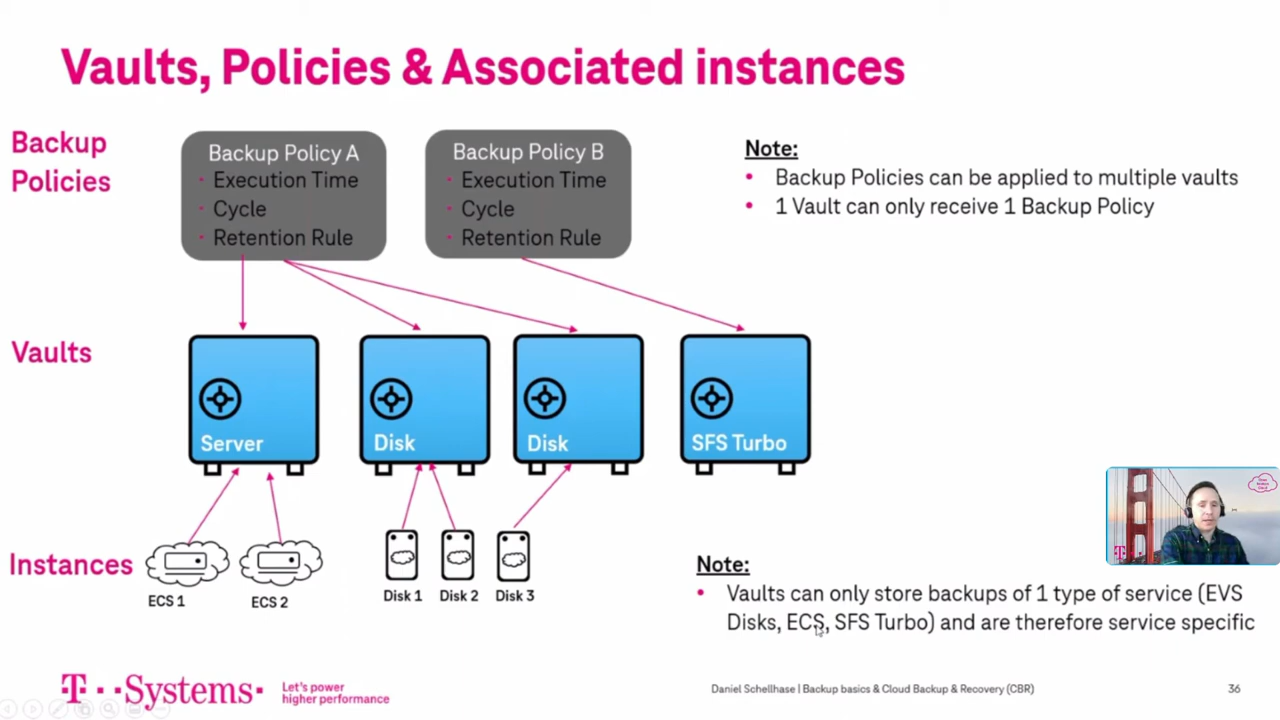 Vaults, Policies & Associated instances
Backup
Policies
Backup Policy A
· Execution Time
· Cycle
· Retention Rule
Backup Policy B
· Execution Time
· Cycle
· Retention Rule
Note:
• Backup Policies can be applied to multiple vaults
• 1 Vault can only receive 1 Backup Policy
Vaults
Server
Disk
Disk
SFS Turbo
Instances
ECS 1
ECS 2
Disk 1
Disk 2
Disk 3
Note:
• Vaults can only store backups of 1 type of service (EVS
Disks, ECS, SFS Turbo) and are therefore service specific
T··Systems·
Let's power
higher performance
Daniel Schellhase | Backup basics & Cloud Backup & Recovery (CBR)
36